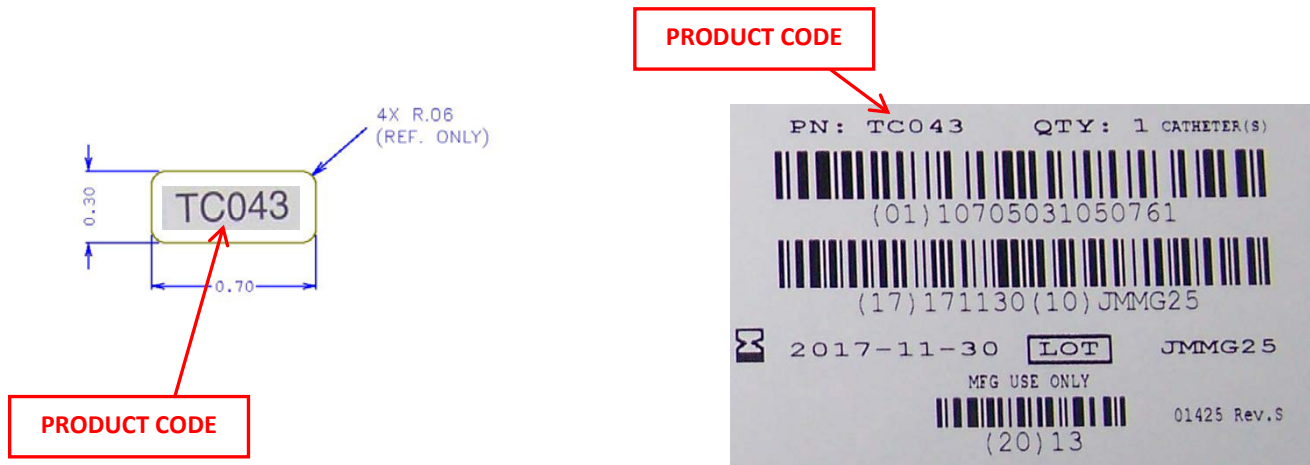 PRODUCT CODE
4X R.06
(REF. ONLY)
0.30
TC043
0.70
PRODUCT CODE
PN: TC043 QTY: 1 CATHETER(S)
(01)10705031050761
(17)171130(10)JMMG25
2017-11-30 LOT JMMG25
MFG USE ONLY
01425 Rev.S
(20)13